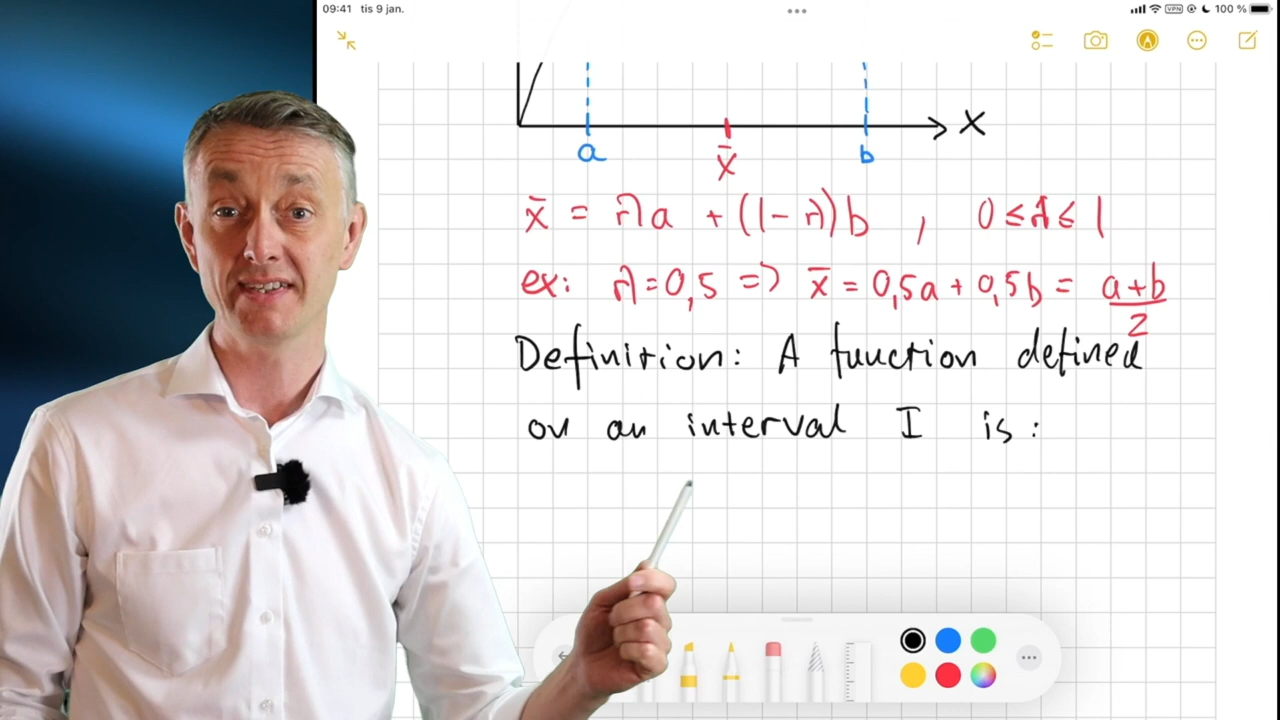 09:41 tis 9 jan.
VPN 100 %
x
a x̄ b
x̄ = λa + (1-λ)b , 0 ≤ λ ≤ 1
ex: λ=0,5 => x̄ = 0,5a + 0,5b = a+b/2
Definition: A function defined
on an interval I is: